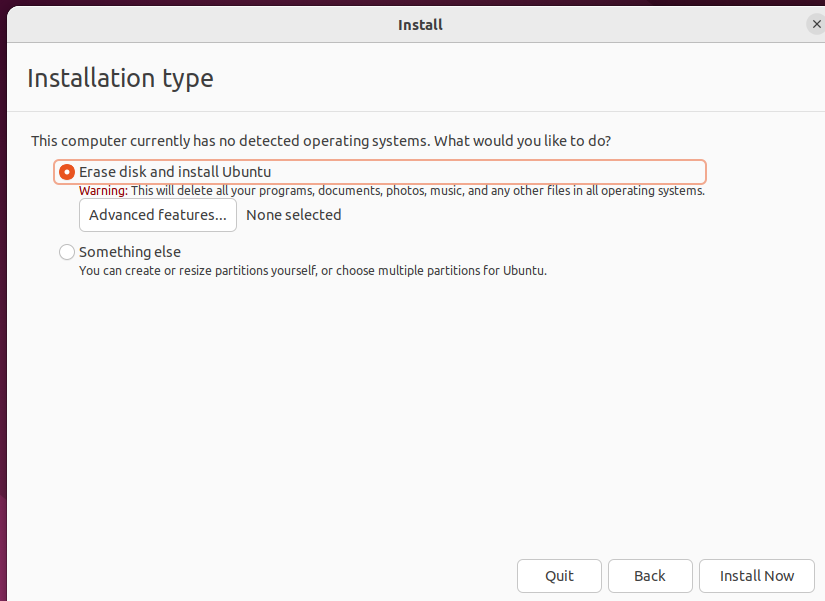 Install
Installation type
This computer currently has no detected operating systems. What would you like to do?
Erase disk and install Ubuntu
Warning: This will delete all your programs, documents, photos, music, and any other files in all operating systems.
Advanced features... None selected
Something else
You can create or resize partitions yourself, or choose multiple partitions for Ubuntu.
Quit Back Install Now